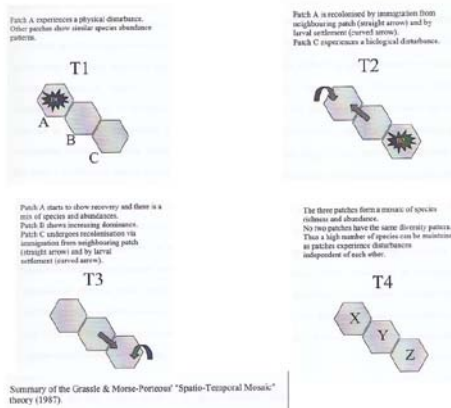 Patch A experiences a physical disturbance.
Other patches show similar species abundance
patterns.
T1
A
B
C
Patch A is recolonised by immigration from
neighbouring patch (straight arrow) and by
larval settlement (curved arrow).
Patch C experiences a biological disturbance.
T2
Patch A starts to show recovery and there is a
mix of species and abundances.
Patch B shows increasing dominance.
Patch C undergoes recolonisation via
immigration from neighbouring patch
(straight arrow) and by larval
settlement (curved arrow).
T3
The three patches form a mosaic of species
richness and abundance.
No two patches have the same diversity pattern.
Thus a high number of species can be maintaine
as patches experience disturbances
independent of each other.
T4
X
Y
Z
Summary of the Grassle & Morse-Porteous' "Spatio-Temporal Mosaic"
theory (1987).